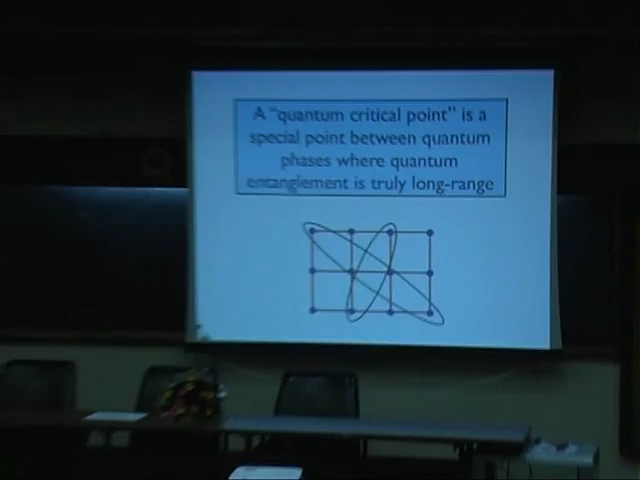 A “quantum critical point” is a
special point between quantum
phases where quantum
entanglement is truly long-range